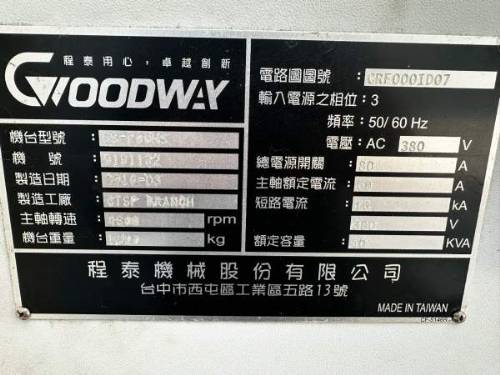 程泰用心，卓越創新
GOODWAY
機台型號：
機 號：
製造日期：
製造工廠：CTSP BRANCH
主軸轉速： rpm
機台重量： kg
電路圖圖號：CRF000ID07
輸入電源之相位：3
頻率：50/60 Hz
電壓：AC 380 V
總電源開關： A
主軸額定電流： A
短路電流： kA
V
額定容量： KVA
程泰機械股份有限公司
台中市西屯區工業區五路13號
MADE IN TAIWAN